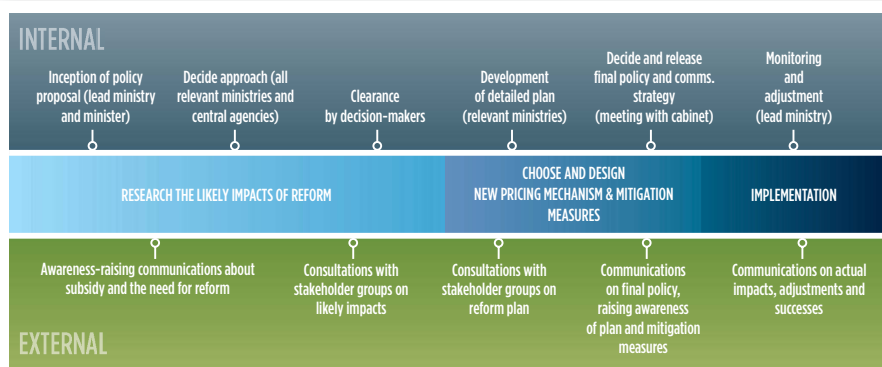 INTERNAL
Inception of policy
proposal (lead ministry
and minister)
Decide approach (all
relevant ministries and
central agencies)
Clearance
by decision-makers
Development
of detailed plan
(relevant ministries)
Decide and release
final policy and comms.
strategy
(meeting with cabinet)
Monitoring
and
adjustment
(lead ministry)
RESEARCH THE LIKELY IMPACTS OF REFORM
CHOOSE AND DESIGN
NEW PRICING MECHANISM & MITIGATION
MEASURES
IMPLEMENTATION
Awareness-raising communications about
subsidy and the need for reform
Consultations with
stakeholder groups on
likely impacts
Consultations with
stakeholder groups on
reform plan
Communications
on final policy,
raising awareness
of plan and mitigation
measures
Communications on actual
impacts, adjustments and
successes
EXTERNAL